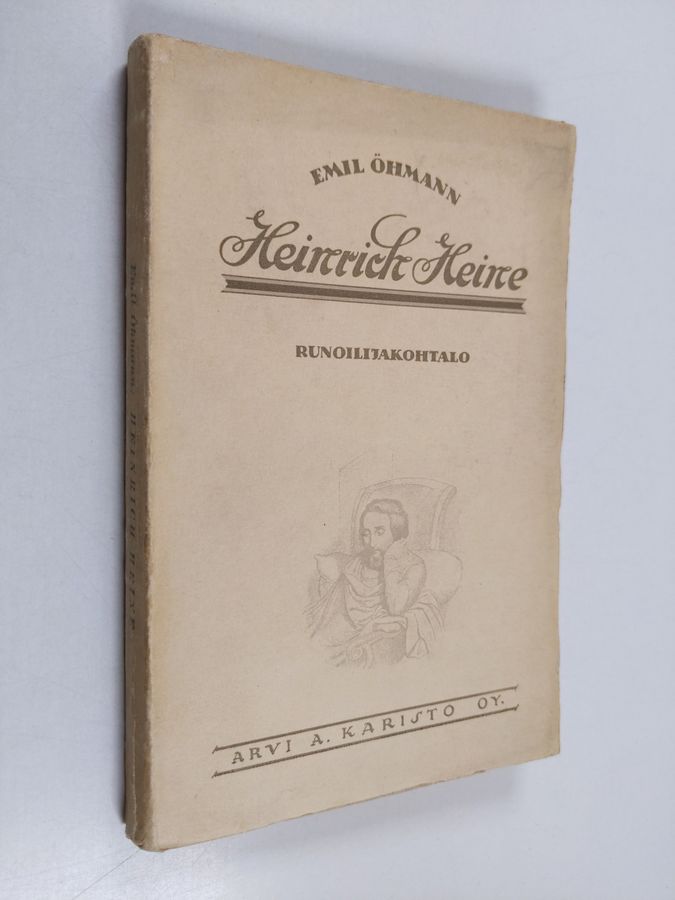 EMIL ÖHMANN
Heinrich Heine
RUNOILIJAKOHTALO
ARVI A. KARISTO OY.
Emil Öhmann: HEINRICH HEINE